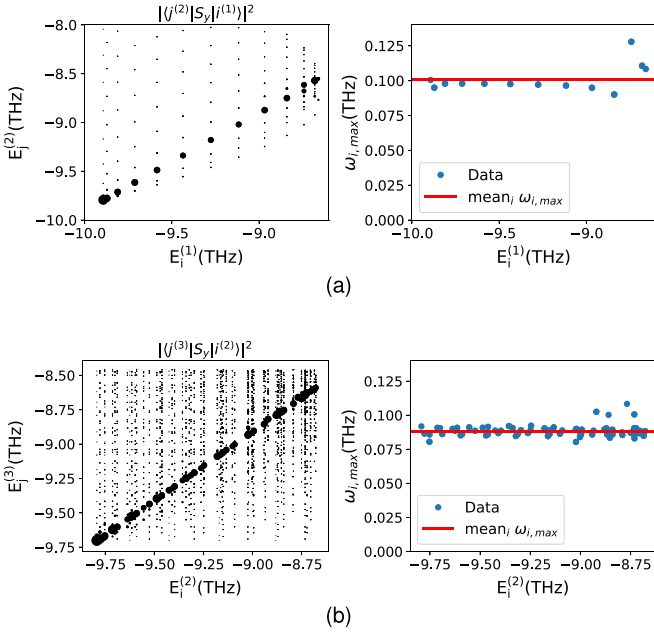 |⟨j⁽²⁾|S_y|i⁽¹⁾⟩|²
E_j⁽²⁾(THz)
−8.0
−8.5
−9.0
−9.5
−10.0
−10.0
−9.5
−9.0
E_i⁽¹⁾(THz)
ω_{i,max}(THz)
0.125
0.100
0.075
0.050
0.025
0.000
Data
mean_i ω_{i,max}
−10.0
−9.5
−9.0
E_i⁽¹⁾(THz)
(a)
|⟨j⁽³⁾|S_y|i⁽²⁾⟩|²
E_j⁽³⁾(THz)
−8.50
−8.75
−9.00
−9.25
−9.50
−9.75
−9.75
−9.50
−9.25
−9.00
−8.75
E_i⁽²⁾(THz)
ω_{i,max}(THz)
0.125
0.100
0.075
0.050
0.025
0.000
Data
mean_i ω_{i,max}
−9.75
−9.50
−9.25
−9.00
−8.75
E_i⁽²⁾(THz)
(b)